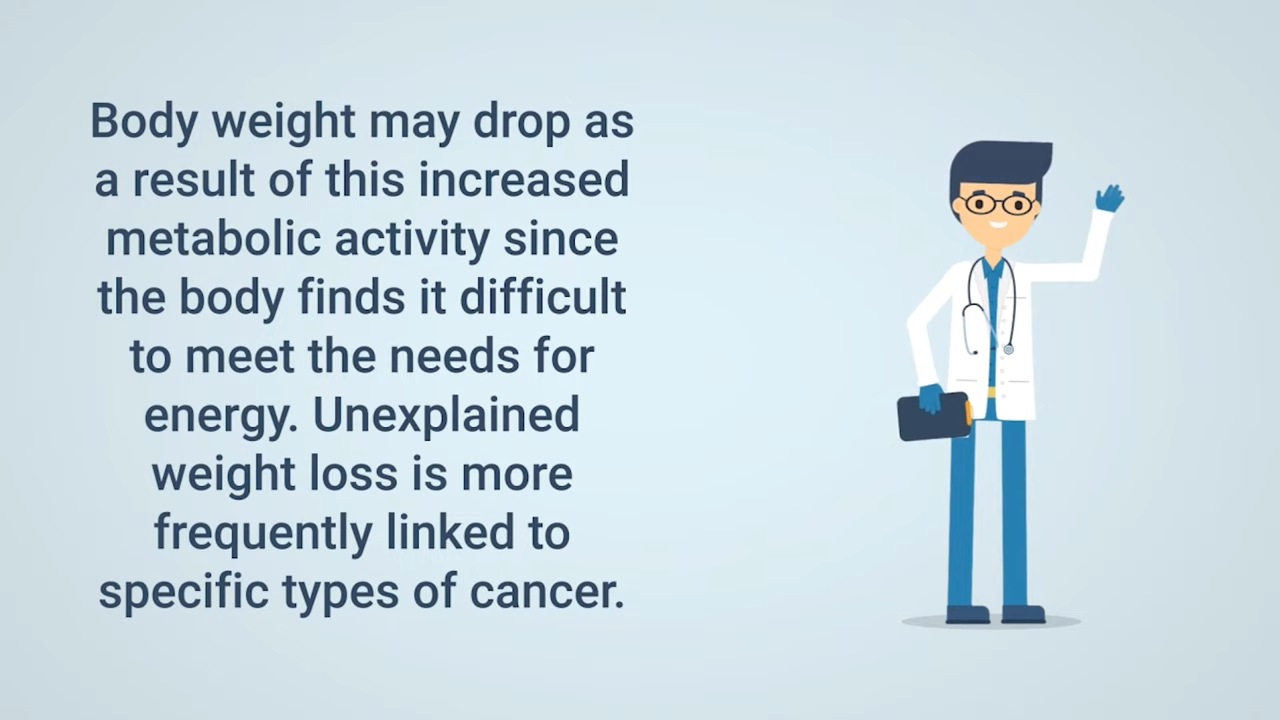 Body weight may drop as
a result of this increased
metabolic activity since
the body finds it difficult
to meet the needs for
energy. Unexplained
weight loss is more
frequently linked to
specific types of cancer.